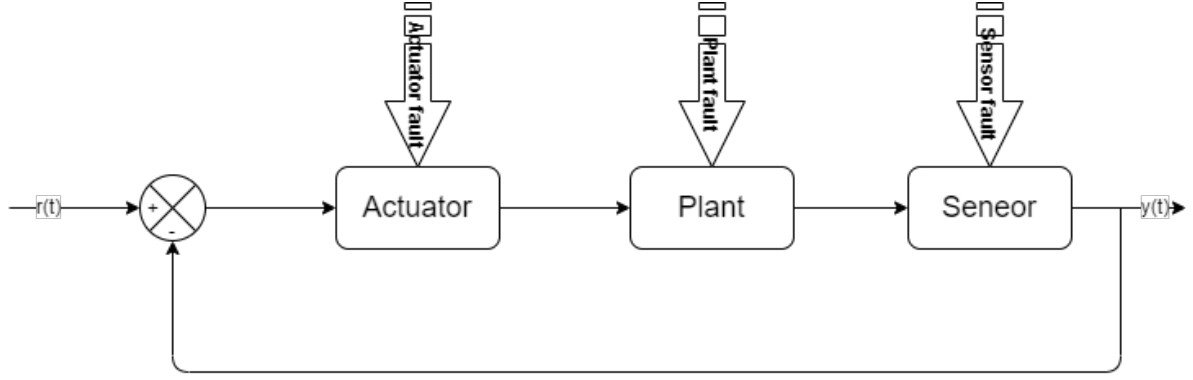 Actuator fault
Plant fault
Sensor fault
r(t)
+
-
Actuator
Plant
Seneor
y(t)